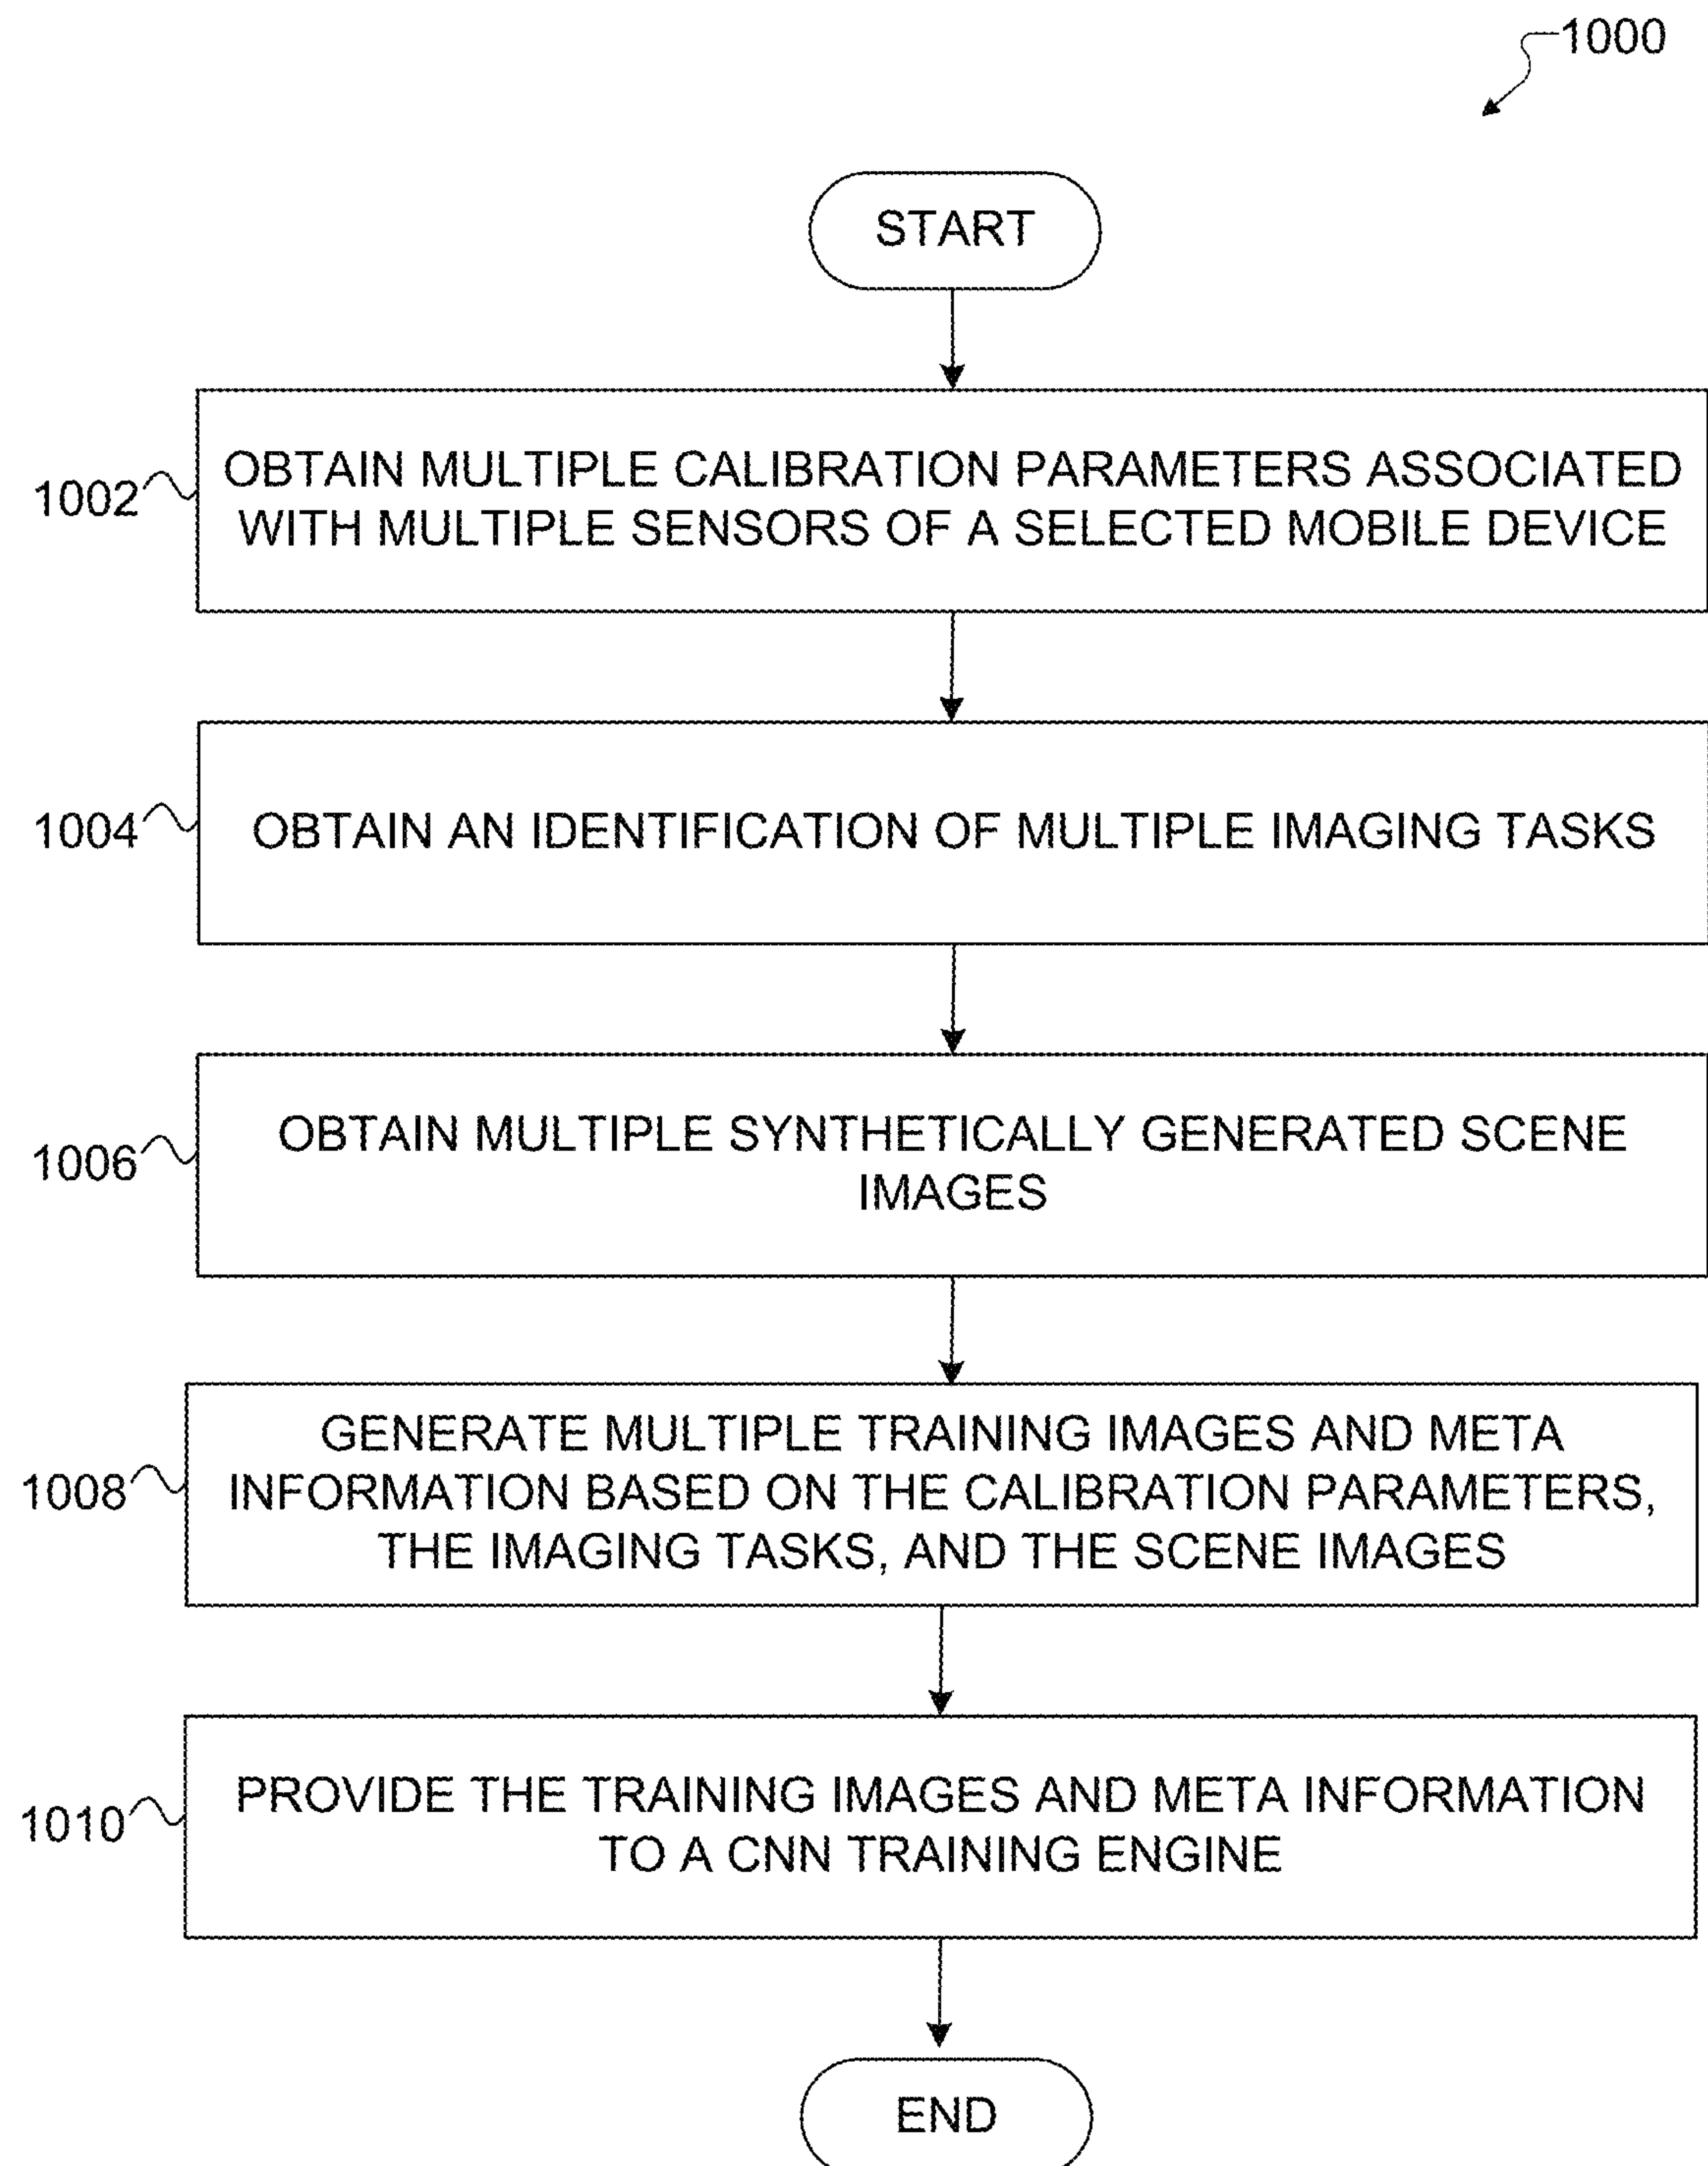 1000
START
1002
OBTAIN MULTIPLE CALIBRATION PARAMETERS ASSOCIATED
WITH MULTIPLE SENSORS OF A SELECTED MOBILE DEVICE
1004
OBTAIN AN IDENTIFICATION OF MULTIPLE IMAGING TASKS
1006
OBTAIN MULTIPLE SYNTHETICALLY GENERATED SCENE
IMAGES
1008
GENERATE MULTIPLE TRAINING IMAGES AND META
INFORMATION BASED ON THE CALIBRATION PARAMETERS,
THE IMAGING TASKS, AND THE SCENE IMAGES
1010
PROVIDE THE TRAINING IMAGES AND META INFORMATION
TO A CNN TRAINING ENGINE
END